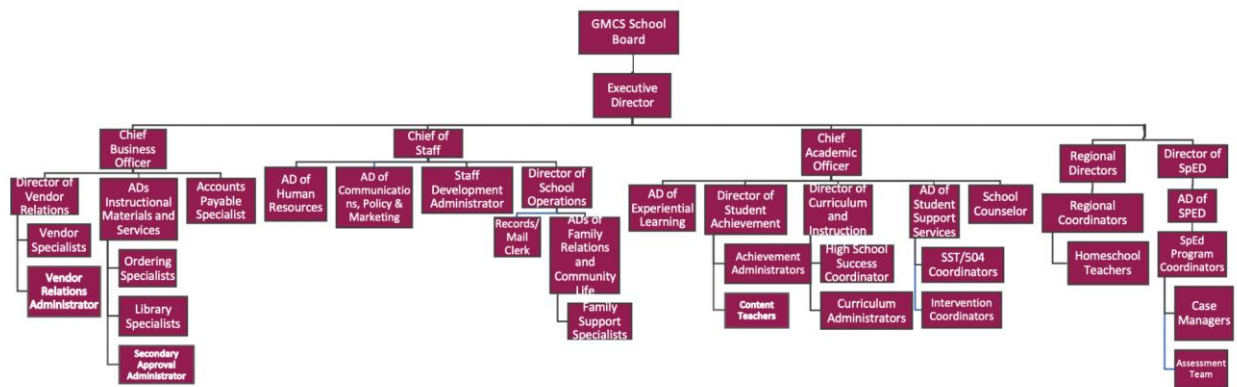 GMCS School
Board
Executive
Director
Chief
Business
Officer
Director of
Vendor
Relations
Vendor
Specialists
Vendor
Relations
Administrator
ADs
Instructional
Materials and
Services
Ordering
Specialists
Library
Specialists
Secondary
Approval
Administrator
Accounts
Payable
Specialist
Chief of
Staff
AD of
Human
Resources
AD of
Communicatio
ns, Policy &
Marketing
Staff
Development
Administrator
Director of
School
Operations
Records/
Mail
Clerk
ADs of
Family
Relations
and
Community
Life
Family
Support
Specialists
Chief
Academic
Officer
AD of
Experiential
Learning
Director of
Student
Achievement
Achievement
Administrators
Content
Teachers
Director of
Curriculum
and
Instruction
High School
Success
Coordinator
Curriculum
Administrators
AD of
Student
Support
Services
SST/504
Coordinators
Intervention
Coordinators
School
Counselor
Regional
Directors
Regional
Coordinators
Homeschool
Teachers
Director of
SpED
AD of
SPED
SpEd
Program
Coordinators
Case
Managers
Assessment
Team